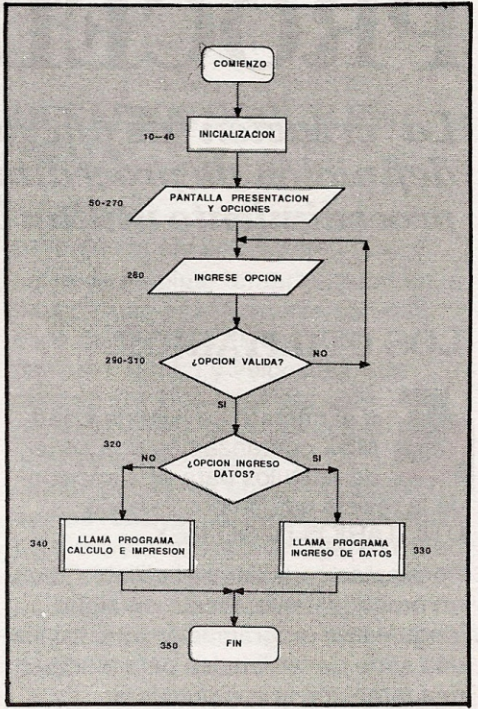 COMIENZO
10-40
INICIALIZACION
50-270
PANTALLA PRESENTACION
Y OPCIONES
280
INGRESE OPCION
290-310
¿OPCION VALIDA?
NO
SI
320
NO
¿OPCION INGRESO
DATOS?
SI
340
LLAMA PROGRAMA
CALCULO E IMPRESION
LLAMA PROGRAMA
INGRESO DE DATOS
330
350
FIN